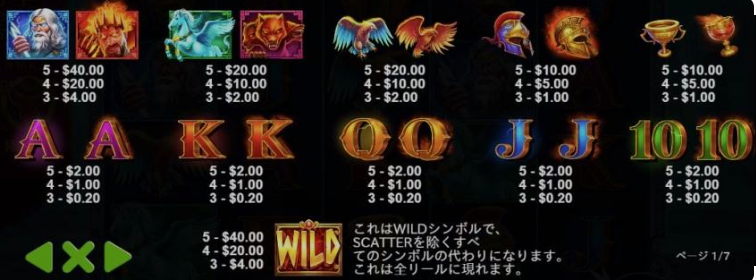 5 - $40.00
4 - $20.00
3 - $4.00
5 - $20.00
4 - $10.00
3 - $2.00
5 - $20.00
4 - $10.00
3 - $2.00
5 - $10.00
4 - $5.00
3 - $1.00
5 - $10.00
4 - $5.00
3 - $1.00
A A
K K
Q Q
J J
10 10
5 - $2.00
4 - $1.00
3 - $0.20
5 - $2.00
4 - $1.00
3 - $0.20
5 - $2.00
4 - $1.00
3 - $0.20
5 - $2.00
4 - $1.00
3 - $0.20
5 - $2.00
4 - $1.00
3 - $0.20
5 - $40.00
4 - $20.00
3 - $4.00
WILD
これはWILDシンボルで、
SCATTERを除くすべ
てのシンボルの代わりになります。
これは全リールに現れます。
ページ 1/7